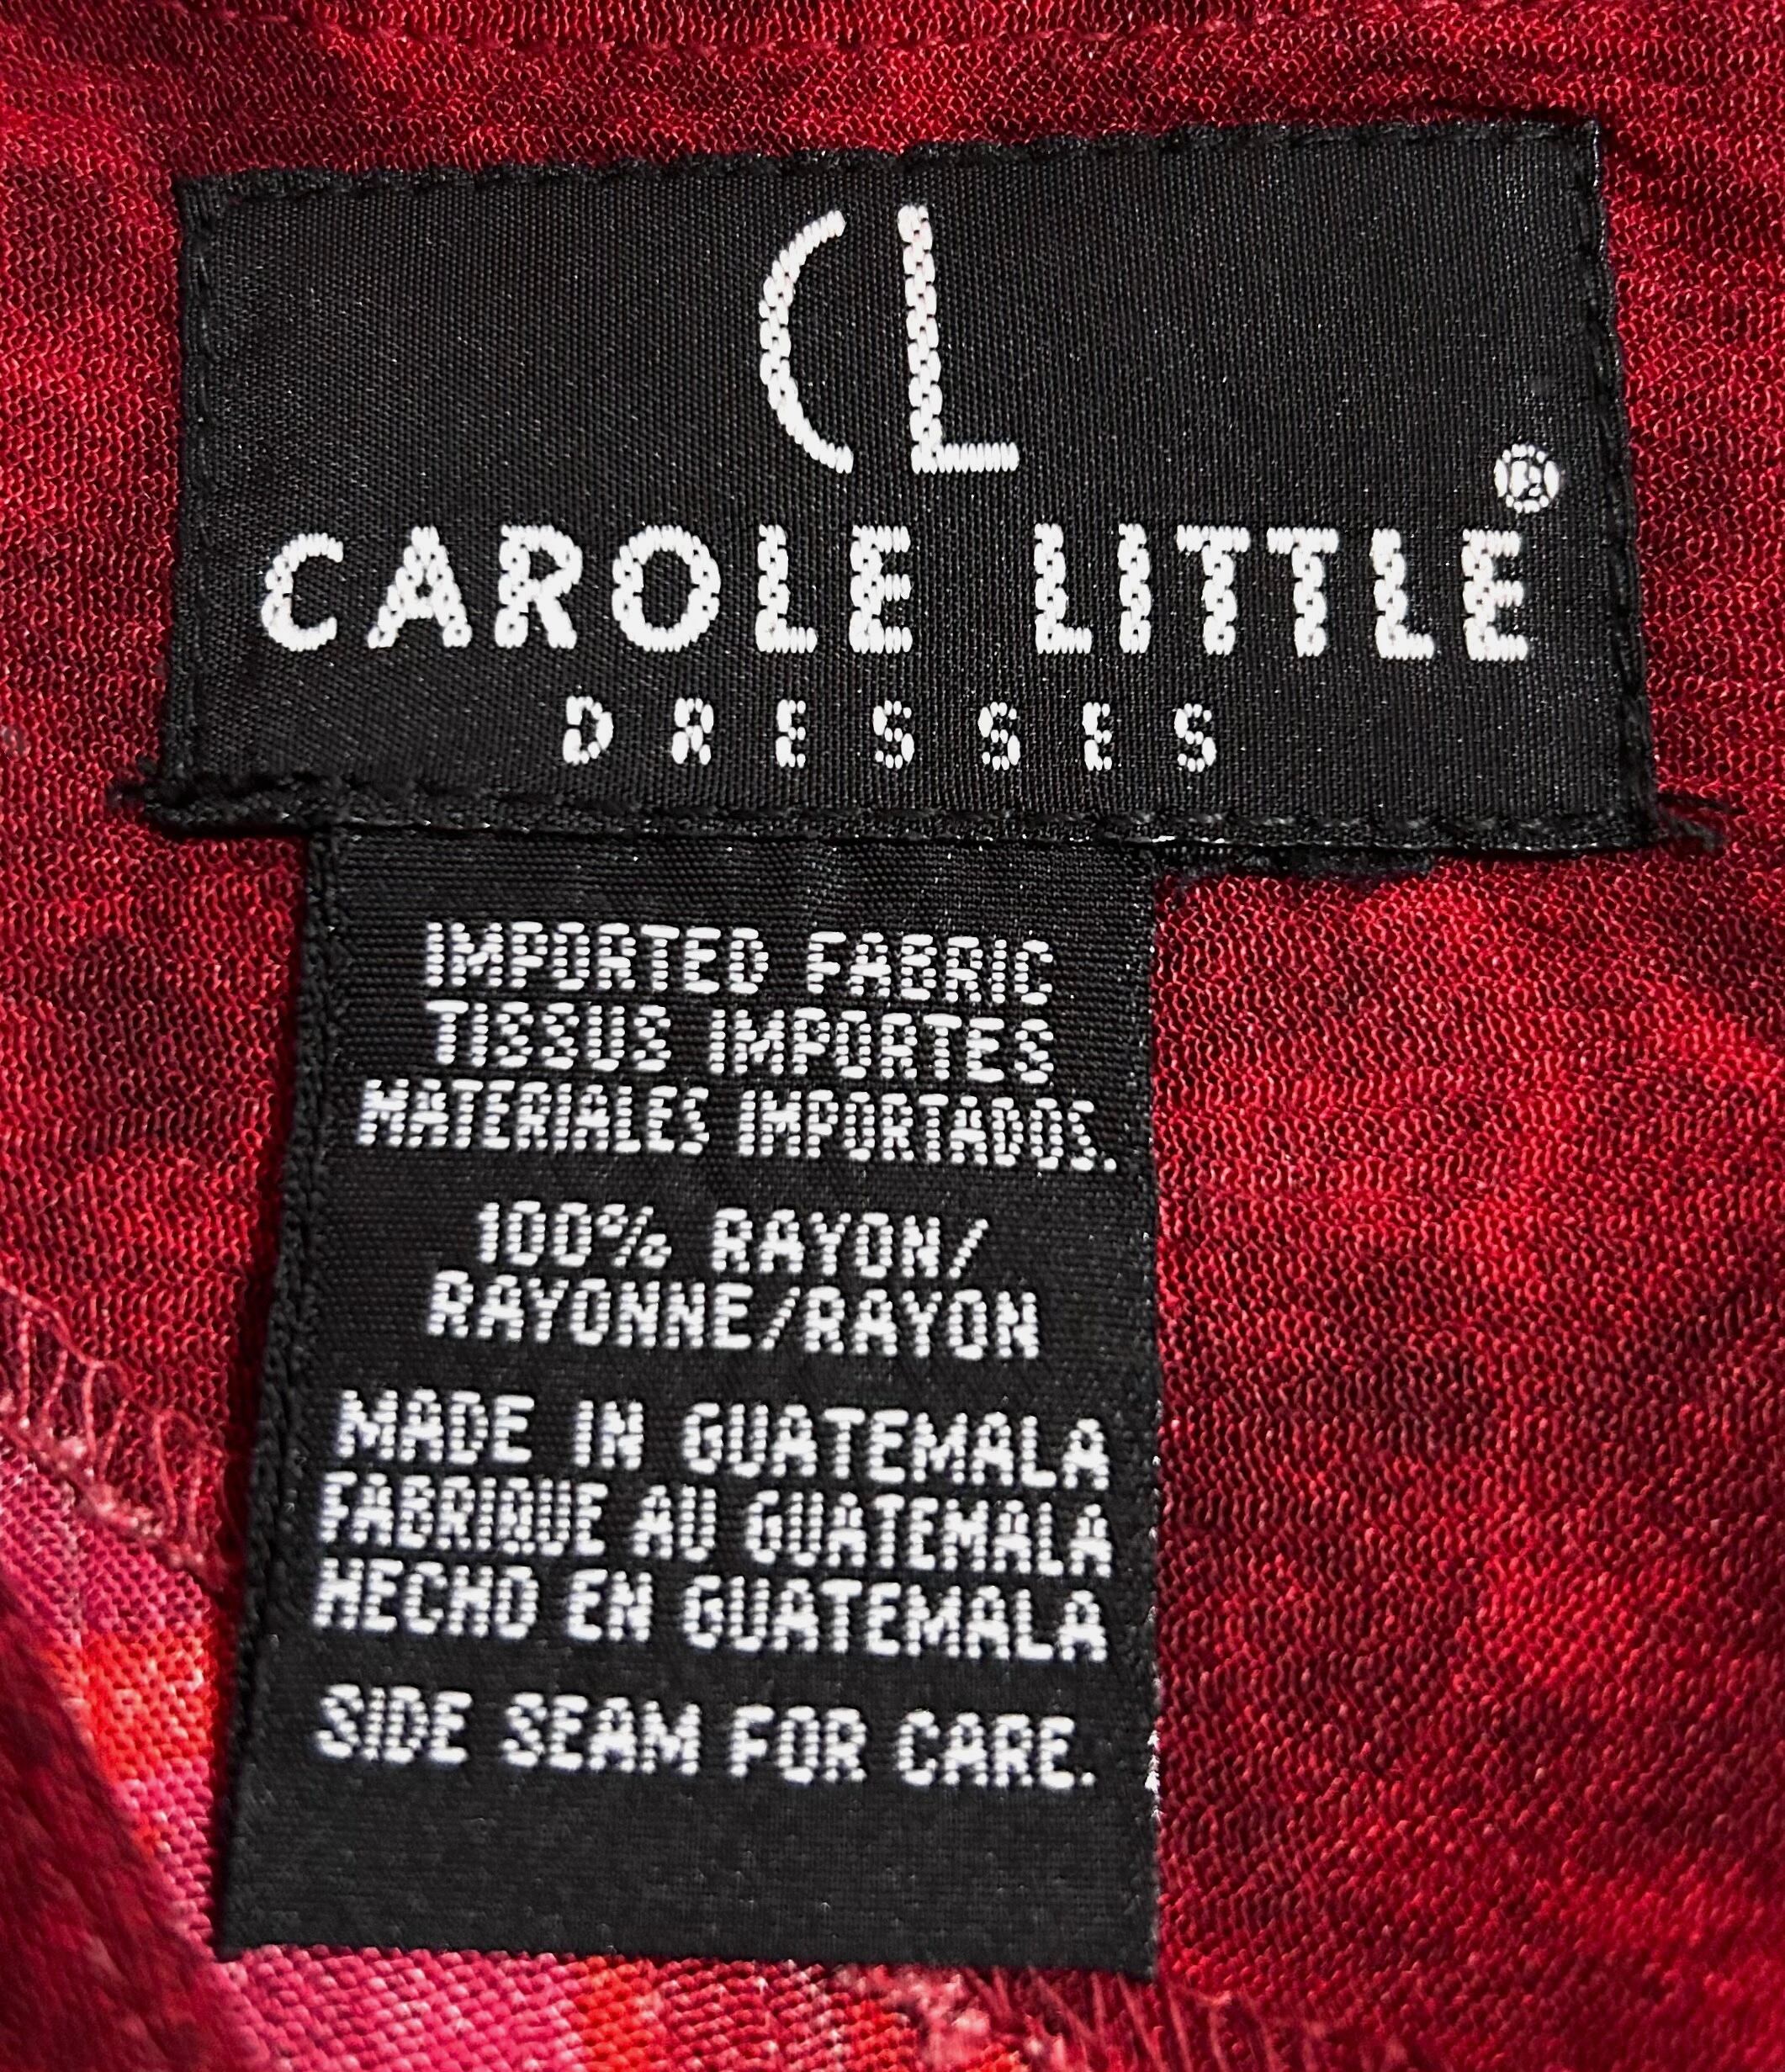 CL
CAROLE LITTLE®
DRESSES
IMPORTED FABRIC
TISSUS IMPORTES
MATERIALES IMPORTADOS.
100% RAYON/
RAYONNE/RAYON
MADE IN GUATEMALA
FABRIQUE AU GUATEMALA
HECHO EN GUATEMALA
SIDE SEAM FOR CARE.